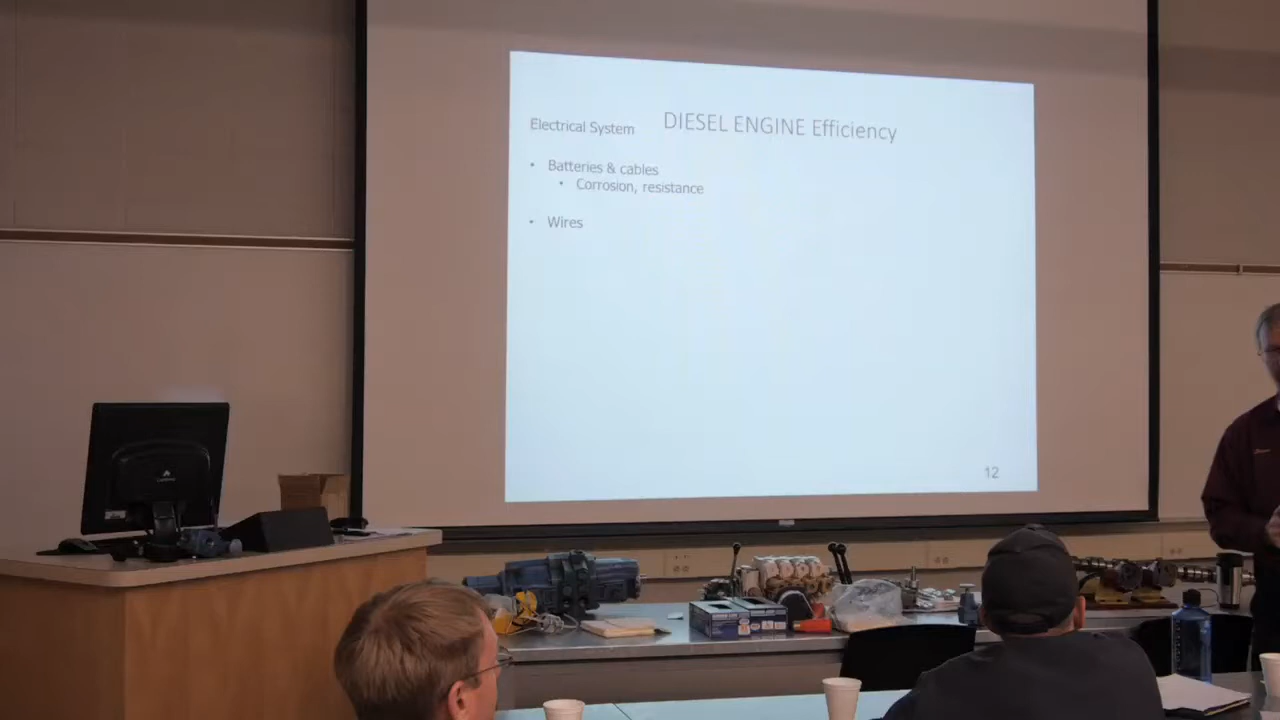 DIESEL ENGINE Efficiency
Electrical System
• Batteries & cables
• Corrosion, resistance
• Wires
12